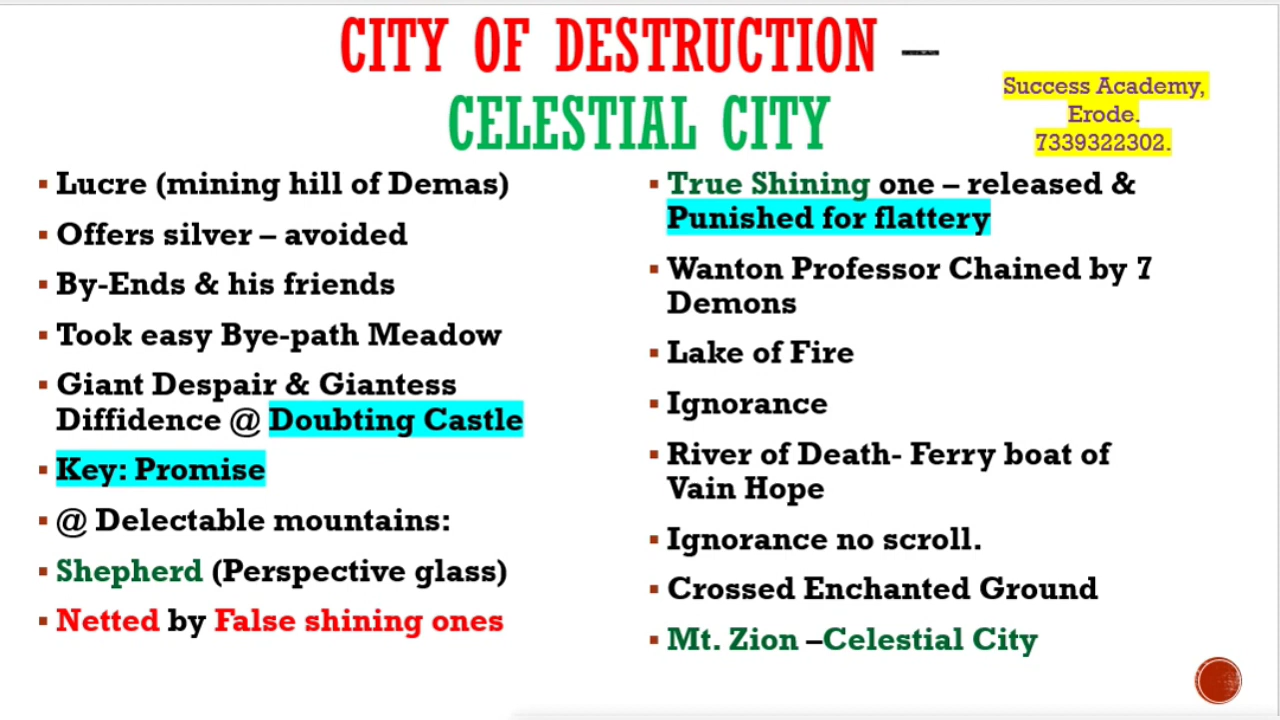 CITY OF DESTRUCTION –
CELESTIAL CITY
Success Academy,
Erode.
7339322302.
▪ Lucre (mining hill of Demas)
▪ Offers silver – avoided
▪ By-Ends & his friends
▪ Took easy Bye-path Meadow
▪ Giant Despair & Giantess
Diffidence @ Doubting Castle
▪ Key: Promise
▪ @ Delectable mountains:
▪ Shepherd (Perspective glass)
▪ Netted by False shining ones
▪ True Shining one – released &
Punished for flattery
▪ Wanton Professor Chained by 7
Demons
▪ Lake of Fire
▪ Ignorance
▪ River of Death- Ferry boat of
Vain Hope
▪ Ignorance no scroll.
▪ Crossed Enchanted Ground
▪ Mt. Zion –Celestial City